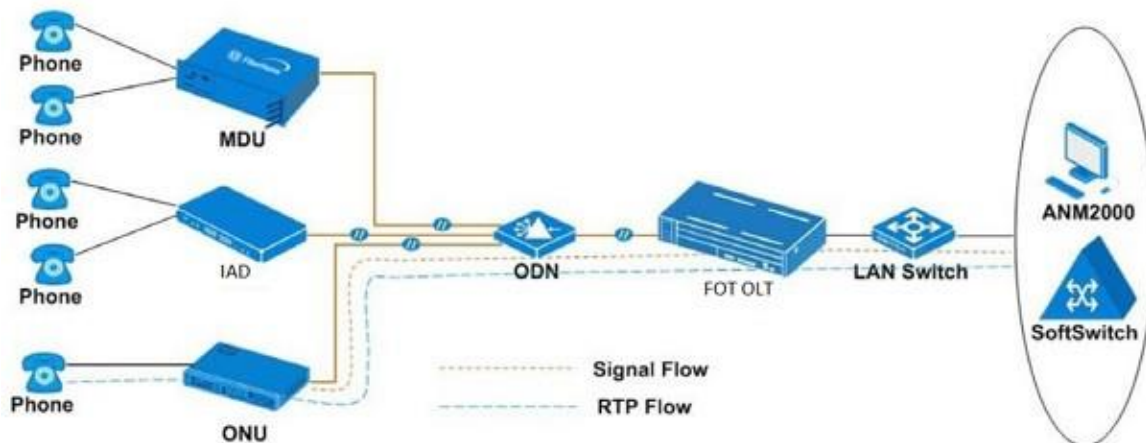 Phone
Phone
MDU
Phone
Phone
IAD
ODN
FOT OLT
LAN Switch
ANM2000
SoftSwitch
Phone
ONU
Signal Flow
RTP Flow